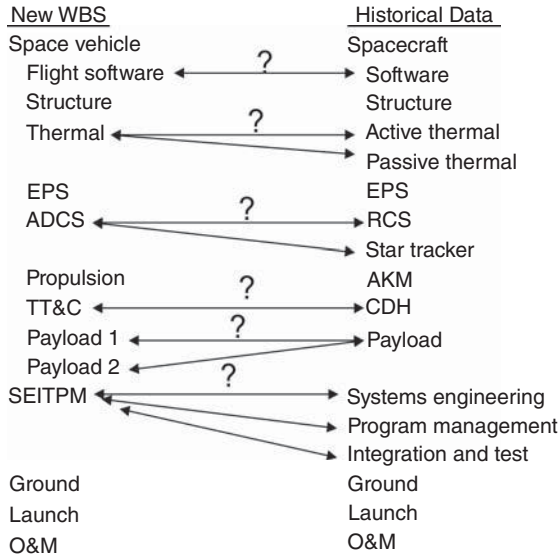 New WBS Historical Data
Space vehicle Spacecraft
Flight software ? Software
Structure Structure
Thermal ? Active thermal
Passive thermal
EPS EPS
ADCS ? RCS
Star tracker
Propulsion AKM
TT&C ? CDH
Payload 1 ? Payload
Payload 2
SEITPM ? Systems engineering
Program management
Integration and test
Ground Ground
Launch Launch
O&M O&M